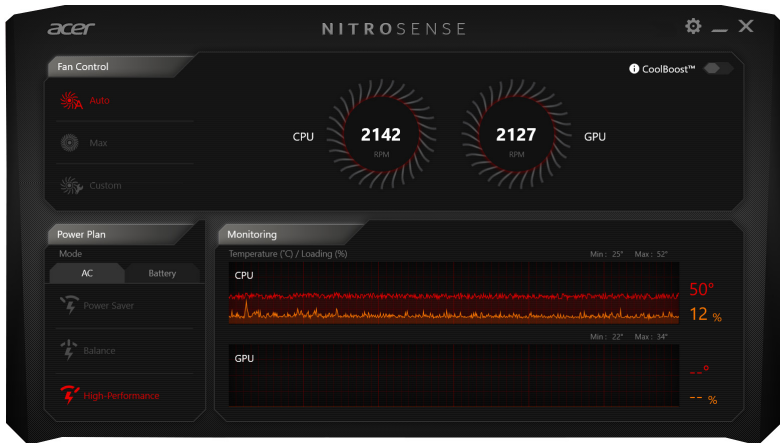 acer
NITROSENSE
Fan Control
CoolBoost™
Auto
Max
Custom
CPU
2142
RPM
2127
RPM
GPU
Power Plan
Mode
AC
Battery
Power Saver
Balance
High-Performance
Monitoring
Temperature (°C) / Loading (%)
Min : 25° Max : 52°
CPU
50°
12 %
Min : 22° Max : 34°
GPU
--°
-- %